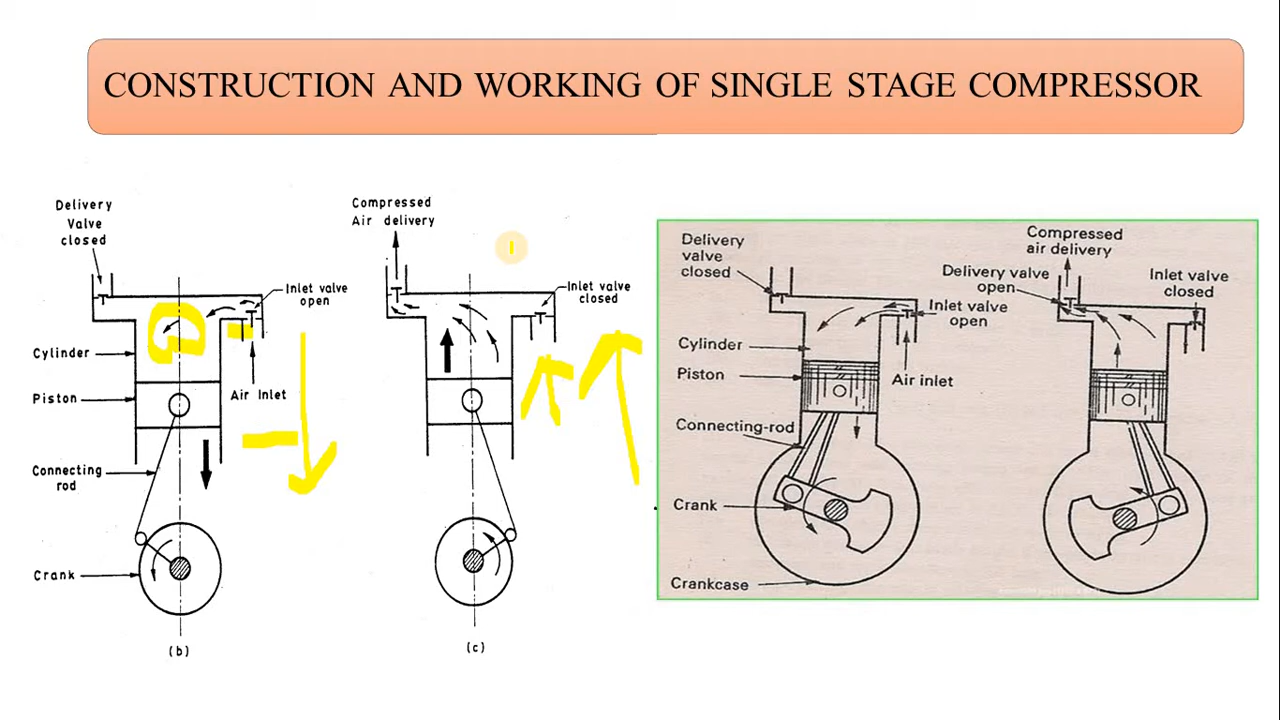 CONSTRUCTION AND WORKING OF SINGLE STAGE COMPRESSOR
Delivery
Valve
closed
Inlet valve
open
Cylinder
Piston
Air Inlet
Connecting
rod
Crank
(b)
Compressed
Air delivery
Inlet valve
closed
(c)
Delivery
valve
closed
Inlet valve
open
Cylinder
Piston
Air inlet
Connecting-rod
Crank
Crankcase
Compressed
air delivery
Delivery valve
open
Inlet valve
closed